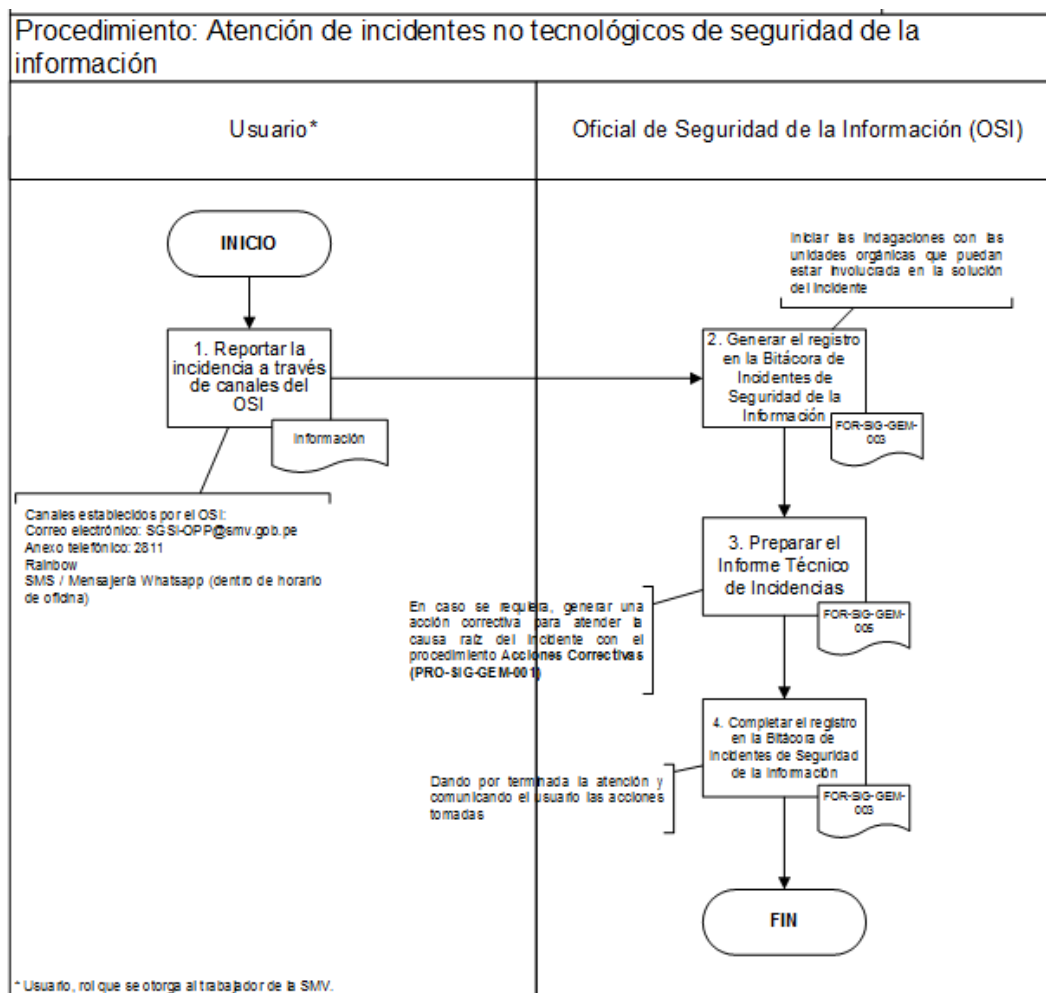 Procedimiento: Atención de incidentes no tecnológicos de seguridad de la
información
Usuario*
Oficial de Seguridad de la Información (OSI)
INICIO
1. Reportar la
incidencia a través
de canales del
OSI
Información
Canales establecidos por el OSI:
Correo electrónico: SGSI-OPP@smv.gob.pe
Anexo telefónico: 2811
Rainbow
SMS / Mensajería Whatsapp (dentro de horario
de oficina)
Iniciar las indagaciones con las
unidades orgánicas que puedan
estar involucrada en la solución
del incidente
2. Generar el registro
en la Bitácora de
Incidentes de
Seguridad de la
Información
FOR-SIG-GEM-
003
3. Preparar el
Informe Técnico
de Incidencias
FOR-SIG-GEM-
005
En caso se requiera, generar una
acción correctiva para atender la
causa raíz del incidente con el
procedimiento Acciones Correctivas
(PRO-SIG-GEM-001)
4. Completar el registro
en la Bitácora de
Incidentes de Seguridad
de la Información
FOR-SIG-GEM-
003
Dando por terminada la atención y
comunicando el usuario las acciones
tomadas
FIN
* Usuario, rol que se otorga al trabajador de la SMV.